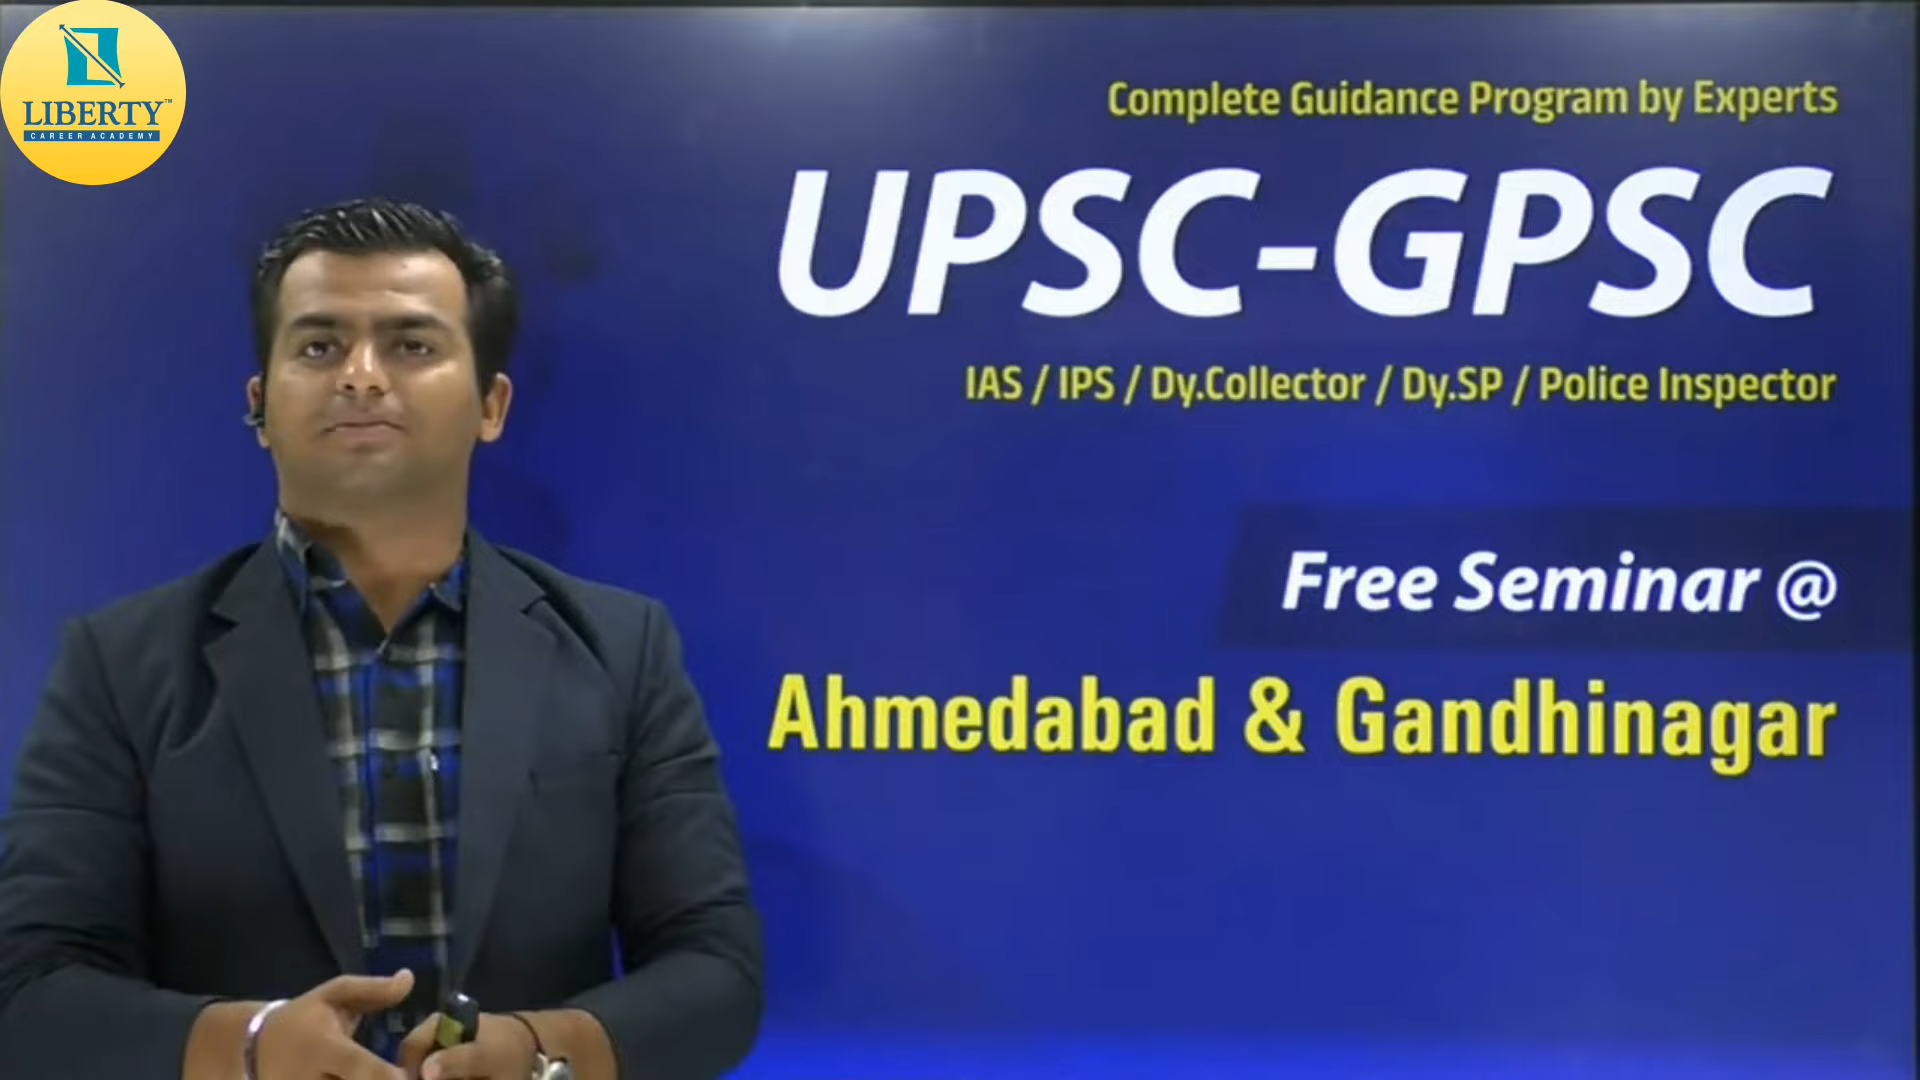 LIBERTY™
CAREER ACADEMY
Complete Guidance Program by Experts
UPSC-GPSC
IAS / IPS / Dy.Collector / Dy.SP / Police Inspector
Free Seminar @
Ahmedabad & Gandhinagar